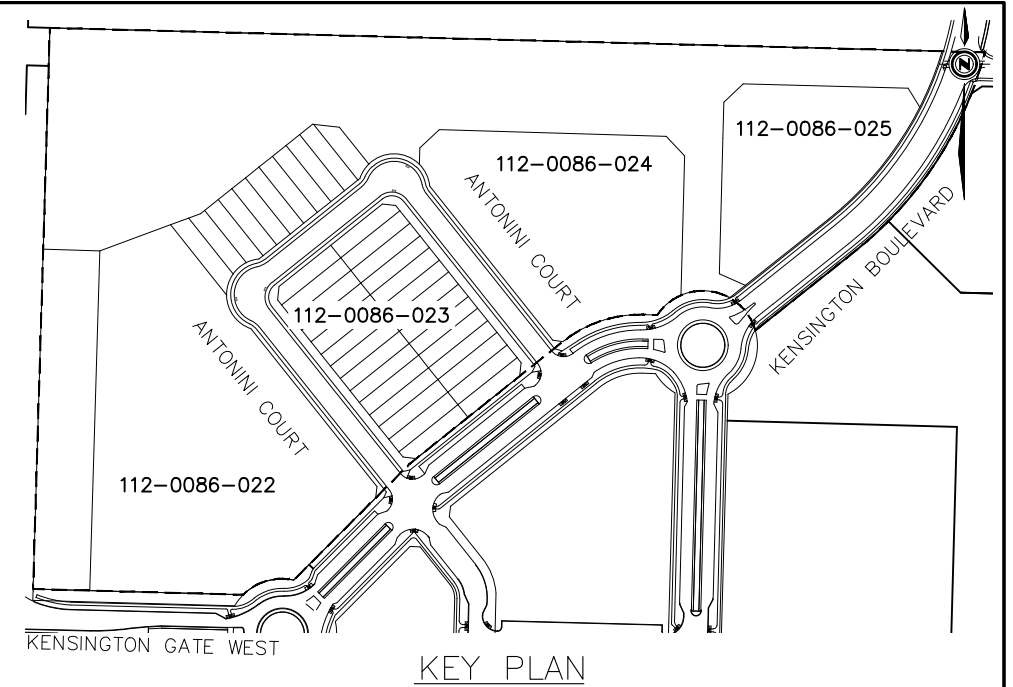 112-0086-025
112-0086-024
ANTONINI COURT
KENSINGTON BOULEVARD
112-0086-023
ANTONINI COURT
112-0086-022
KENSINGTON GATE WEST
KEY PLAN